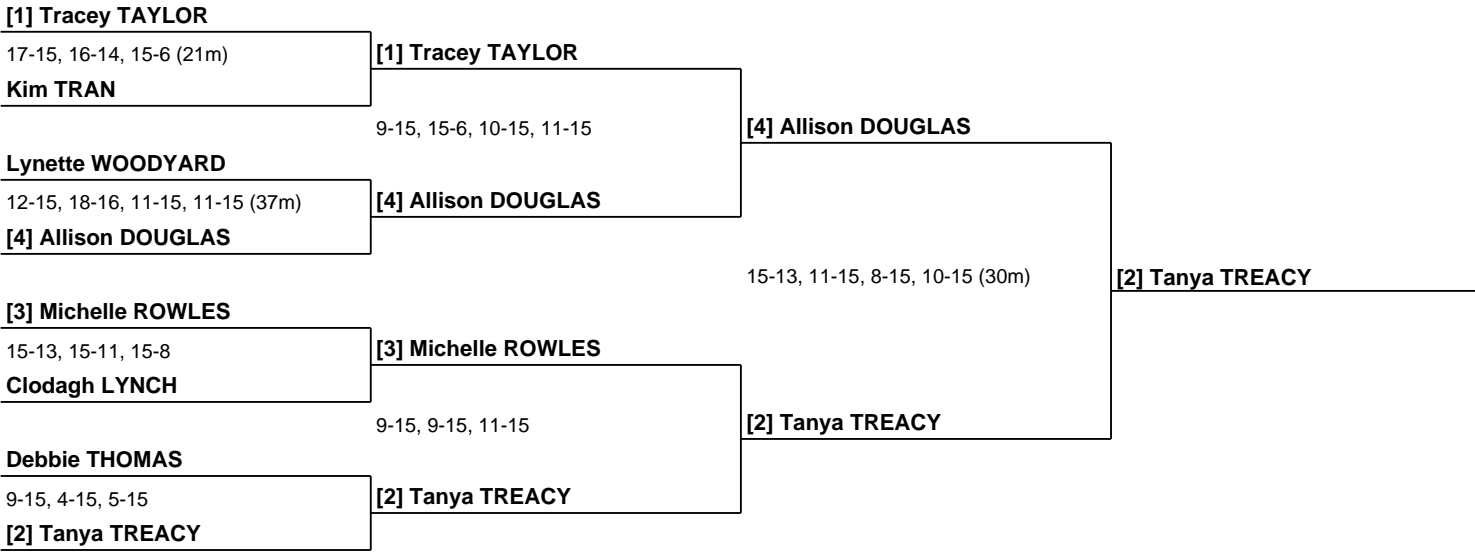 [1] Tracey TAYLOR
17-15, 16-14, 15-6 (21m)
[1] Tracey TAYLOR
Kim TRAN
9-15, 15-6, 10-15, 11-15
[4] Allison DOUGLAS
Lynette WOODYARD
12-15, 18-16, 11-15, 11-15 (37m)
[4] Allison DOUGLAS
[4] Allison DOUGLAS
15-13, 11-15, 8-15, 10-15 (30m)
[2] Tanya TREACY
[3] Michelle ROWLES
15-13, 15-11, 15-8
[3] Michelle ROWLES
Clodagh LYNCH
9-15, 9-15, 11-15
[2] Tanya TREACY
Debbie THOMAS
9-15, 4-15, 5-15
[2] Tanya TREACY
[2] Tanya TREACY